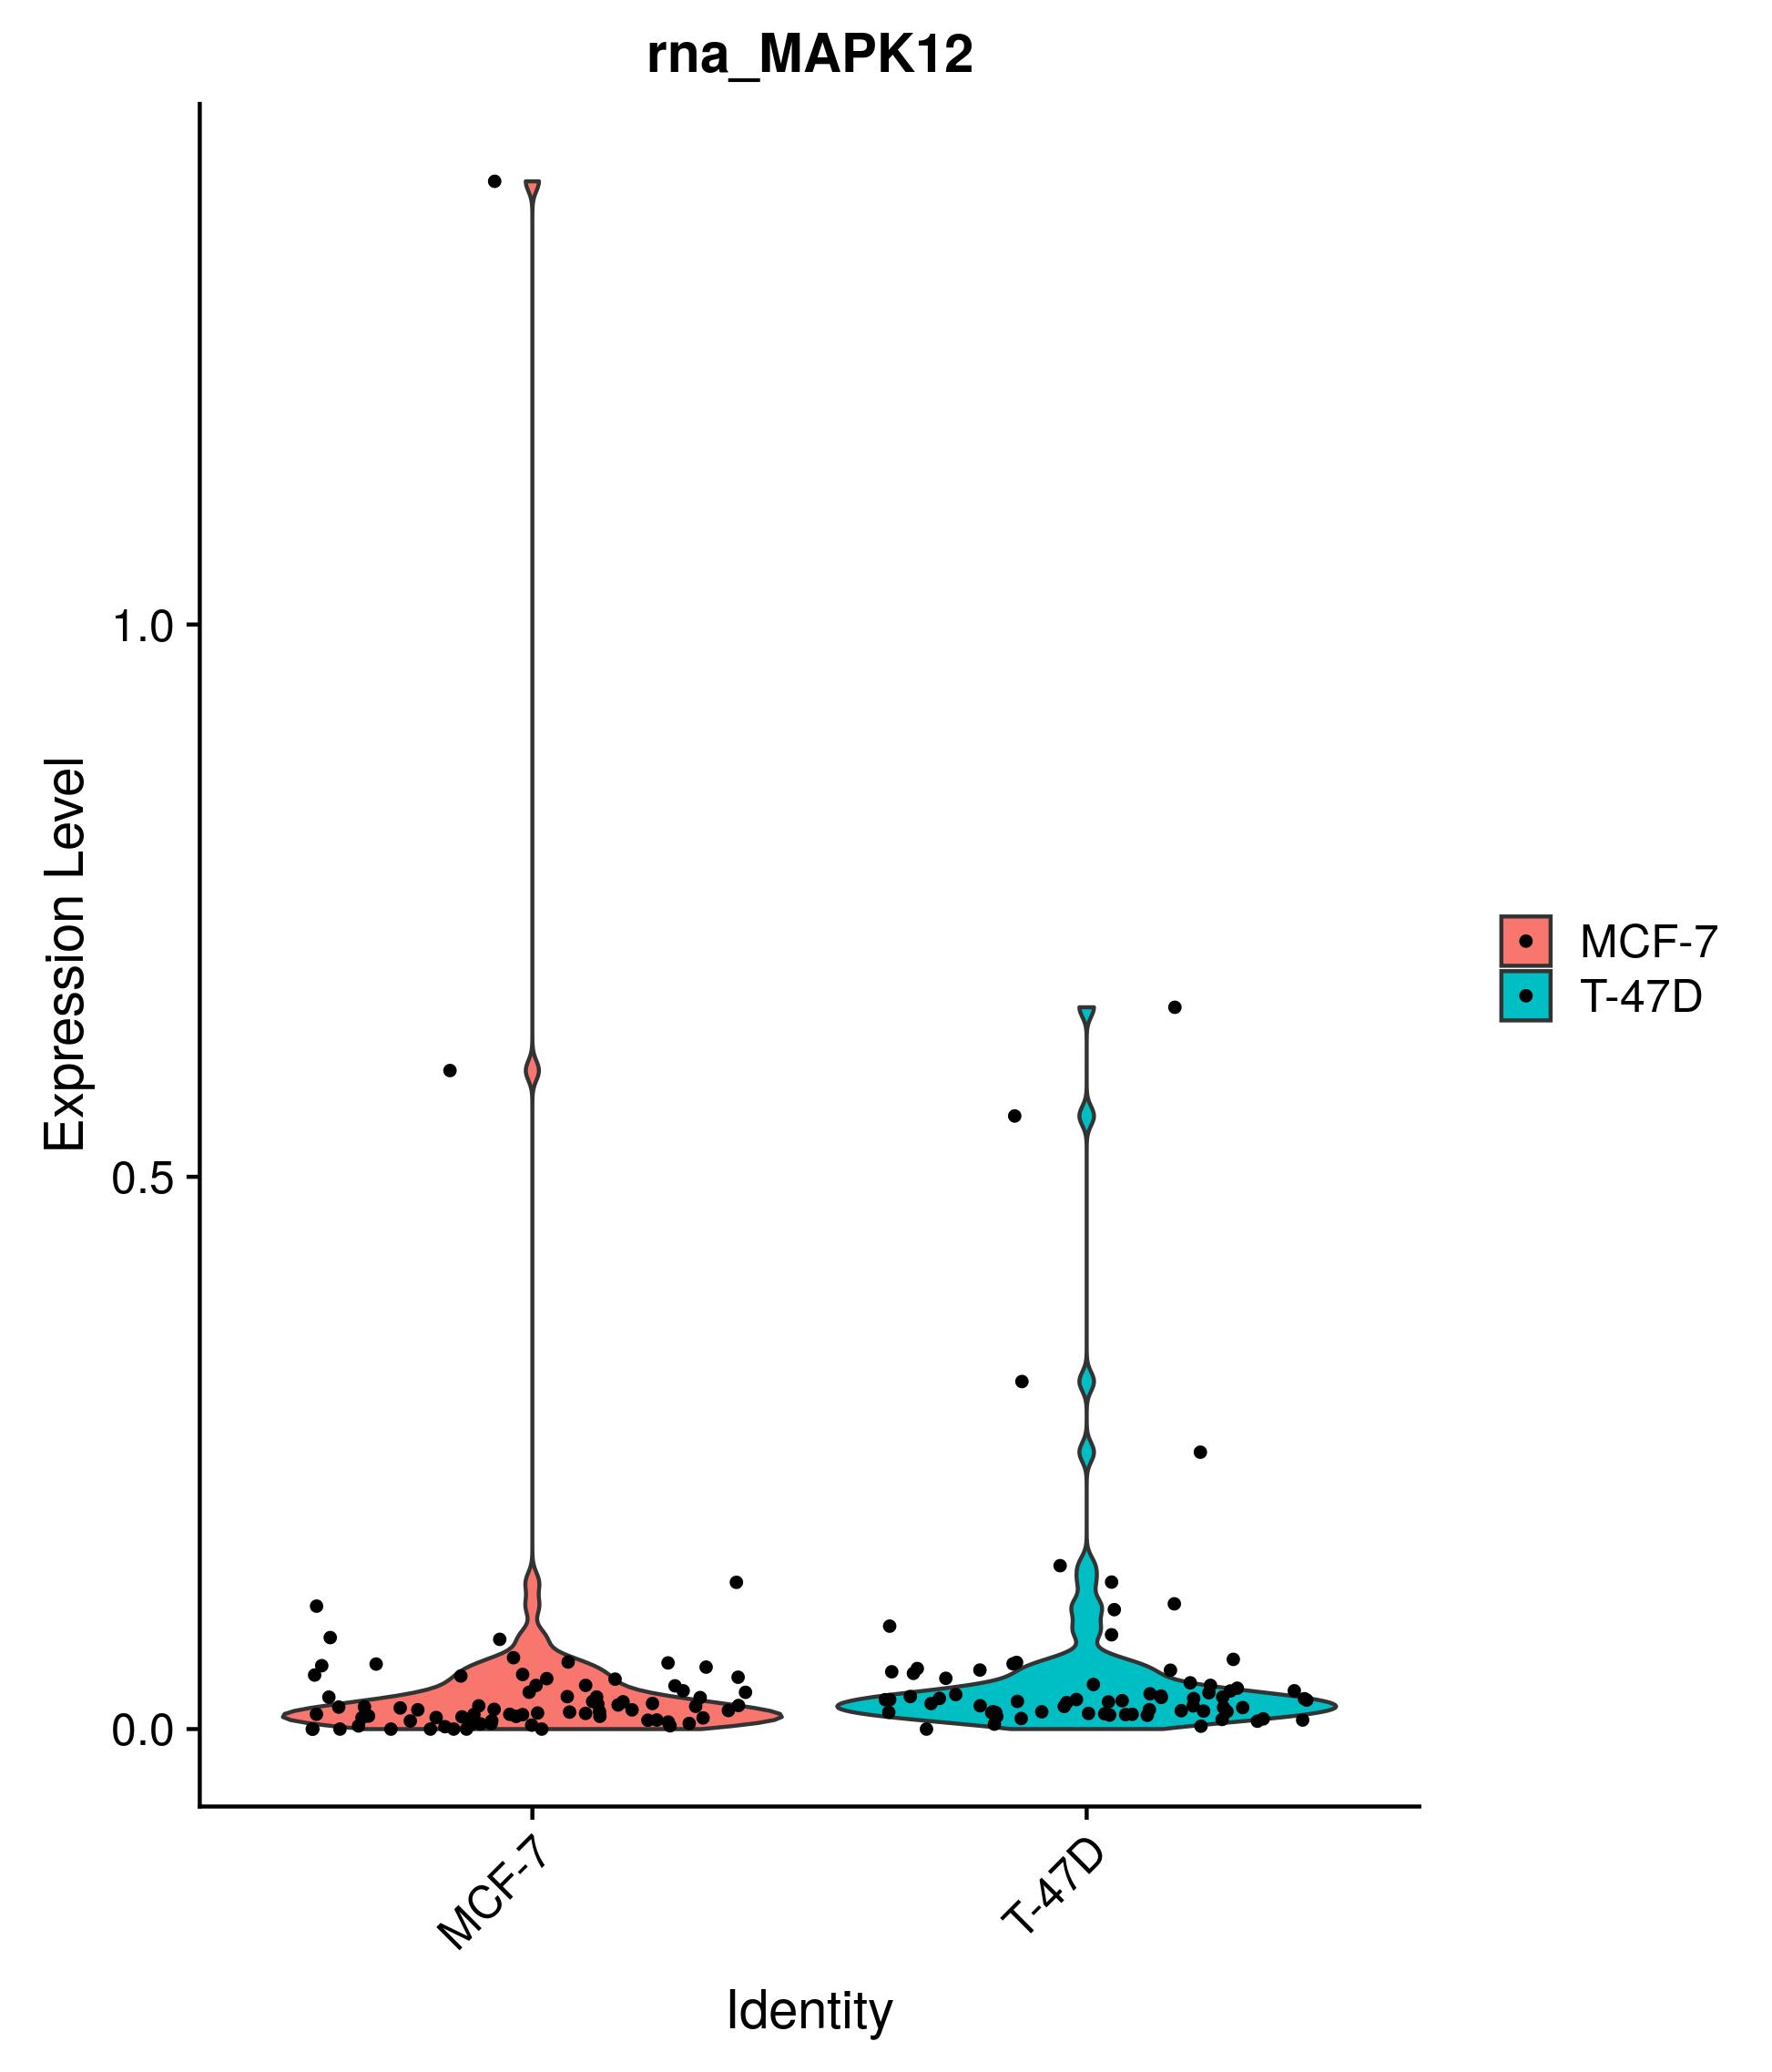 rna_MAPK12
Expression Level
1.0
0.5
0.0
MCF-7
T-47D
Identity
MCF-7
T-47D